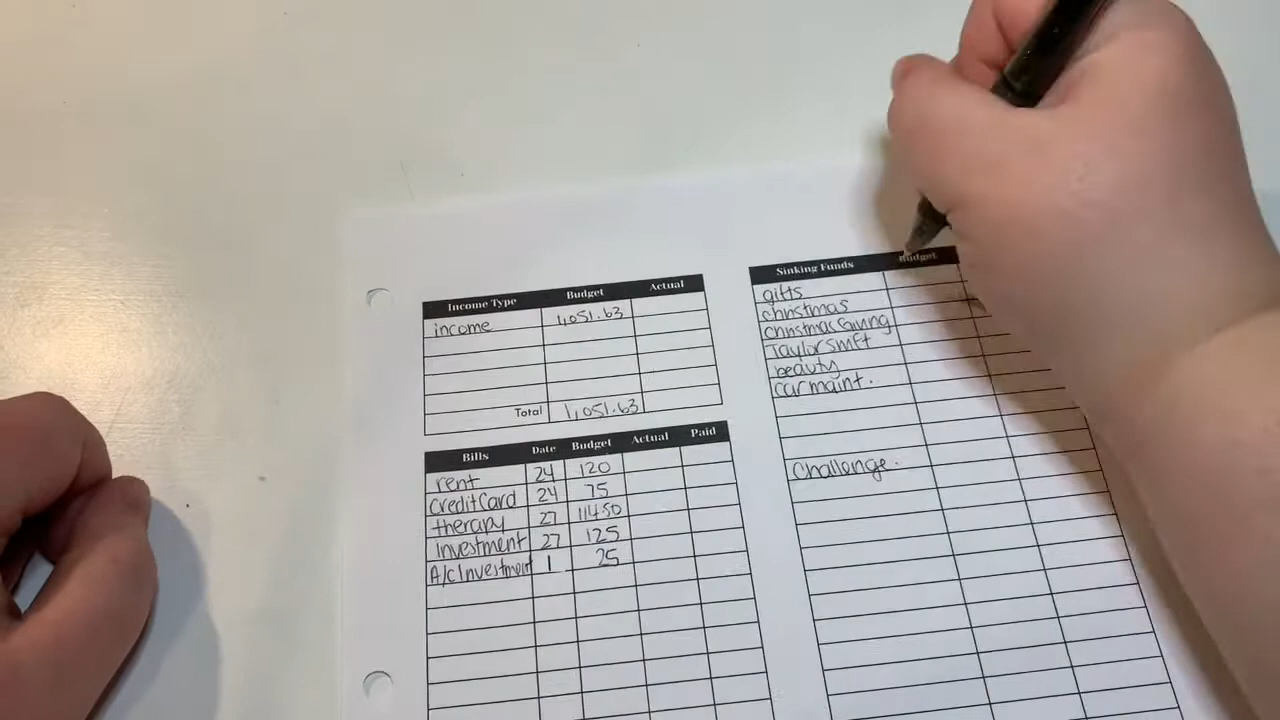 Income Type Budget Actual
income 1,051.63
Total 1,051.63
Bills Date Budget Actual Paid
rent 24 120
Credit Card 24 75
therapy 27 114.50
Investment 27 125
A/c Investment 1 25
Sinking Funds Budget
gifts
christmas
christmas Saving
Taylor Swift
beauty
car maint.
Challenge.